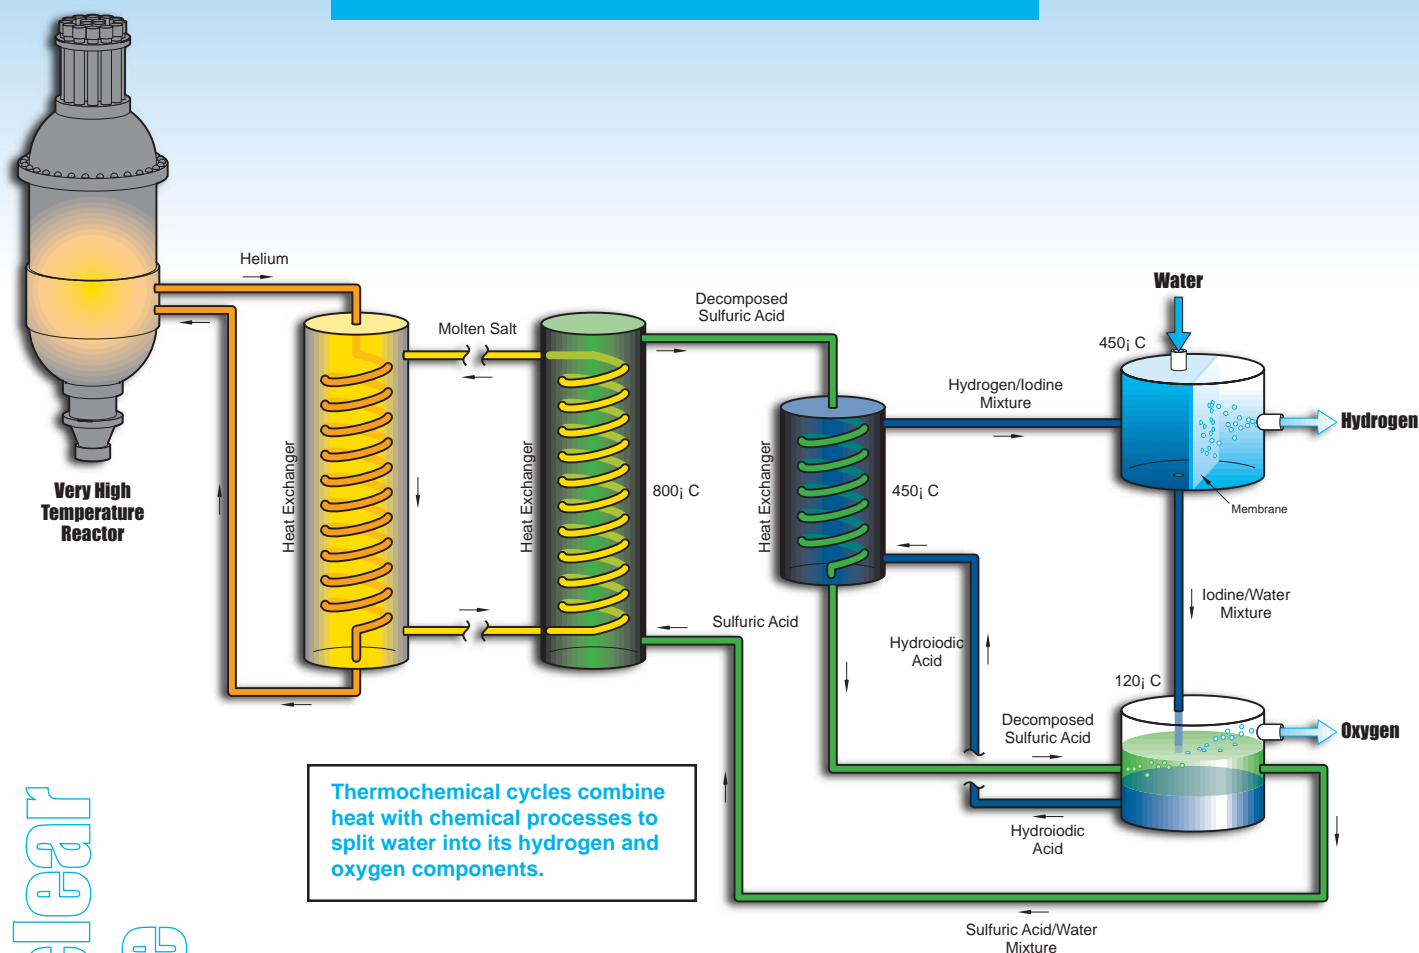 Helium
Very High
Temperature
Reactor
Heat Exchanger
Molten Salt
Heat Exchanger
800¡ C
Decomposed
Sulfuric Acid
Sulfuric Acid
Heat Exchanger
450¡ C
Hydrogen/Iodine
Mixture
Water
450¡ C
Hydrogen
Membrane
Iodine/Water
Mixture
Hydroiodic
Acid
120¡ C
Decomposed
Sulfuric Acid
Oxygen
Hydroiodic
Acid
Sulfuric Acid/Water
Mixture
Thermochemical cycles combine
heat with chemical processes to
split water into its hydrogen and
oxygen components.